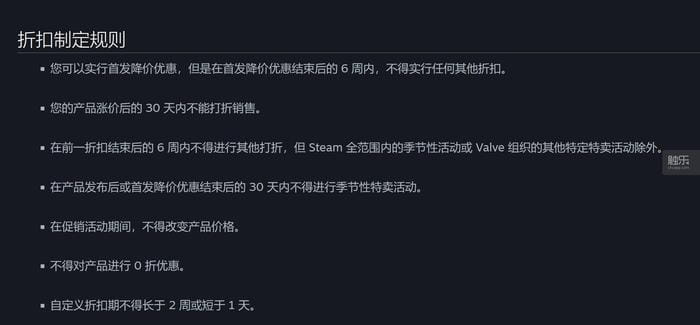 折扣制定规则
您可以实行首发降价优惠，但是在首发降价优惠结束后的 6 周内，不得实行任何其他折扣。
您的产品涨价后的 30 天内不能打折销售。
在前一折扣结束后的 6 周内不得进行其他打折，但 Steam 全范围内的季节性活动或 Valve 组织的其他特定特卖活动除外。
触乐
chuapp.com
在产品发布后或首发降价优惠结束后的 30 天内不得进行季节性特卖活动。
在促销活动期间，不得改变产品价格。
不得对产品进行 0 折优惠。
自定义折扣期不得长于 2 周或短于 1 天。